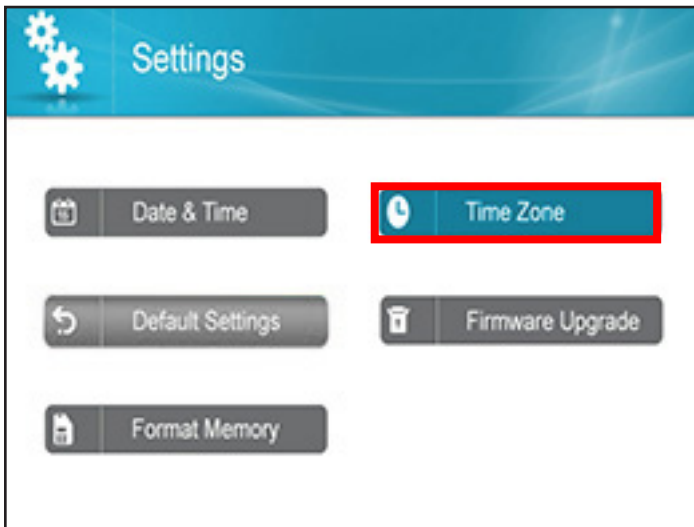 Settings
Date & Time
Time Zone
Default Settings
Firmware Upgrade
Format Memory